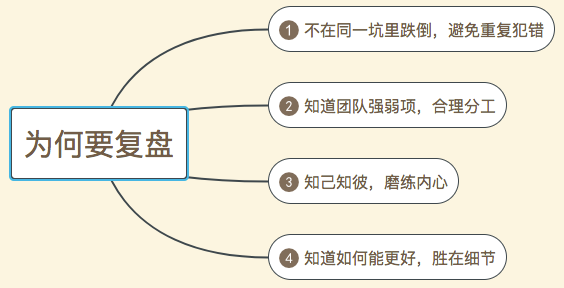 为何要复盘
1 不在同一坑里跌倒，避免重复犯错
2 知道团队强弱项，合理分工
3 知己知彼，磨练内心
4 知道如何能更好，胜在细节